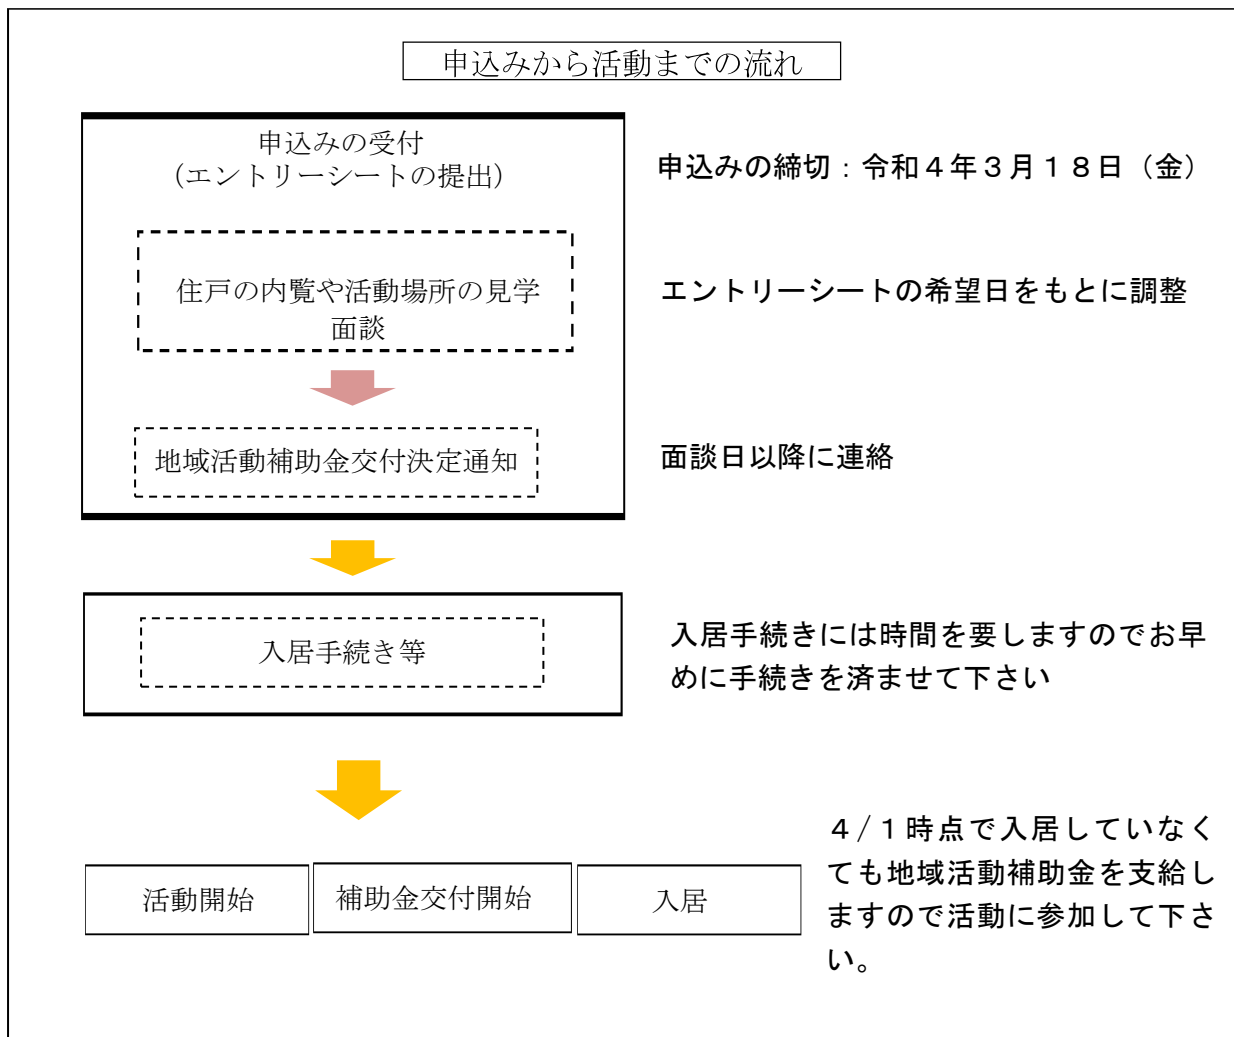 申込みから活動までの流れ
申込みの受付
（エントリーシートの提出）
申込みの締切：令和４年３月１８日（金）
住戸の内覧や活動場所の見学
面談
エントリーシートの希望日をもとに調整
地域活動補助金交付決定通知
面談日以降に連絡
入居手続き等
入居手続きには時間を要しますのでお早
めに手続きを済ませて下さい
活動開始
補助金交付開始
入居
４/１時点で入居していなく
ても地域活動補助金を支給し
ますので活動に参加して下さ
い。